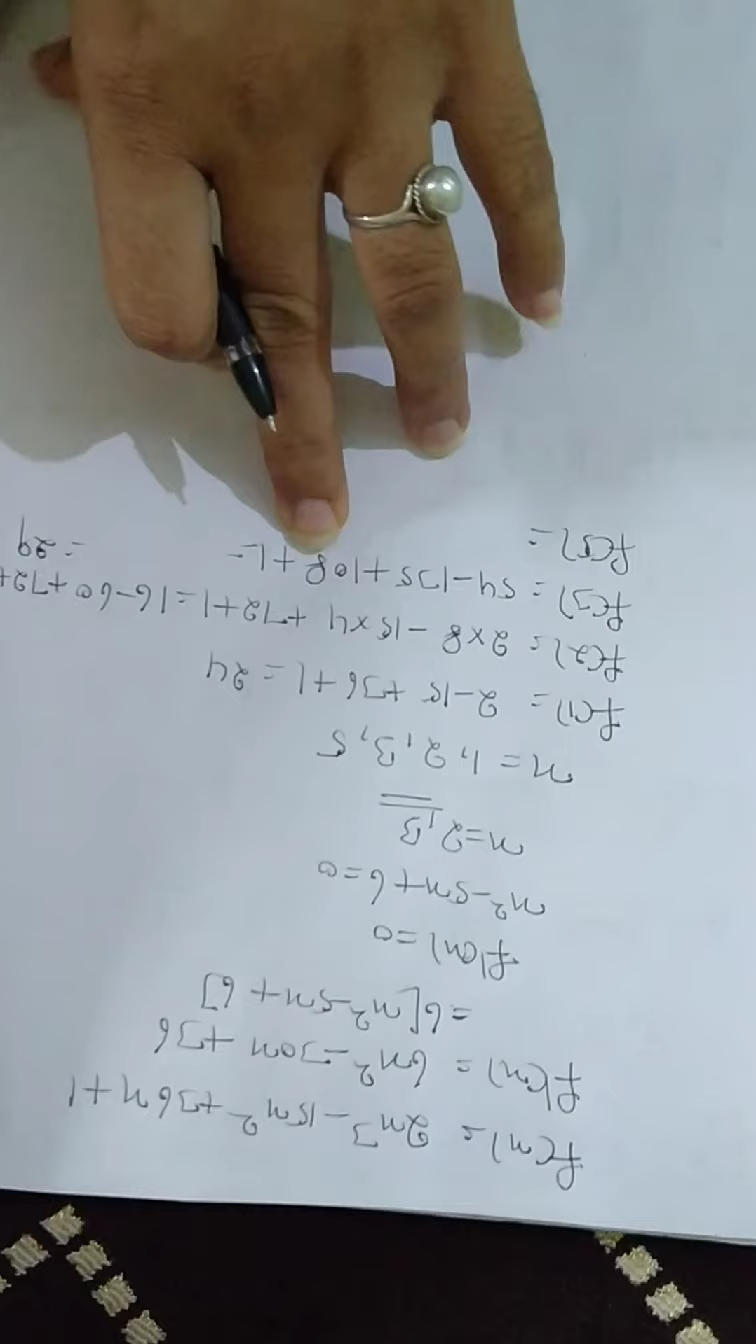 f(x) = 2x³ - 15x² + 36x + 1
f'(x) = 6x² - 30x + 36
= 6[x² - 5x + 6]
f'(x) = 0
x² - 5x + 6 = 0
x = 2, 3
x = 1, 2, 3, 5
f(1) = 2 - 15 + 36 + 1 = 24
f(2) = 2×8 - 15×4 + 72 + 1 = 16 - 60 + 72 +
= 29
f(3) = 54 - 135 + 108 + 1 =
f(5) =